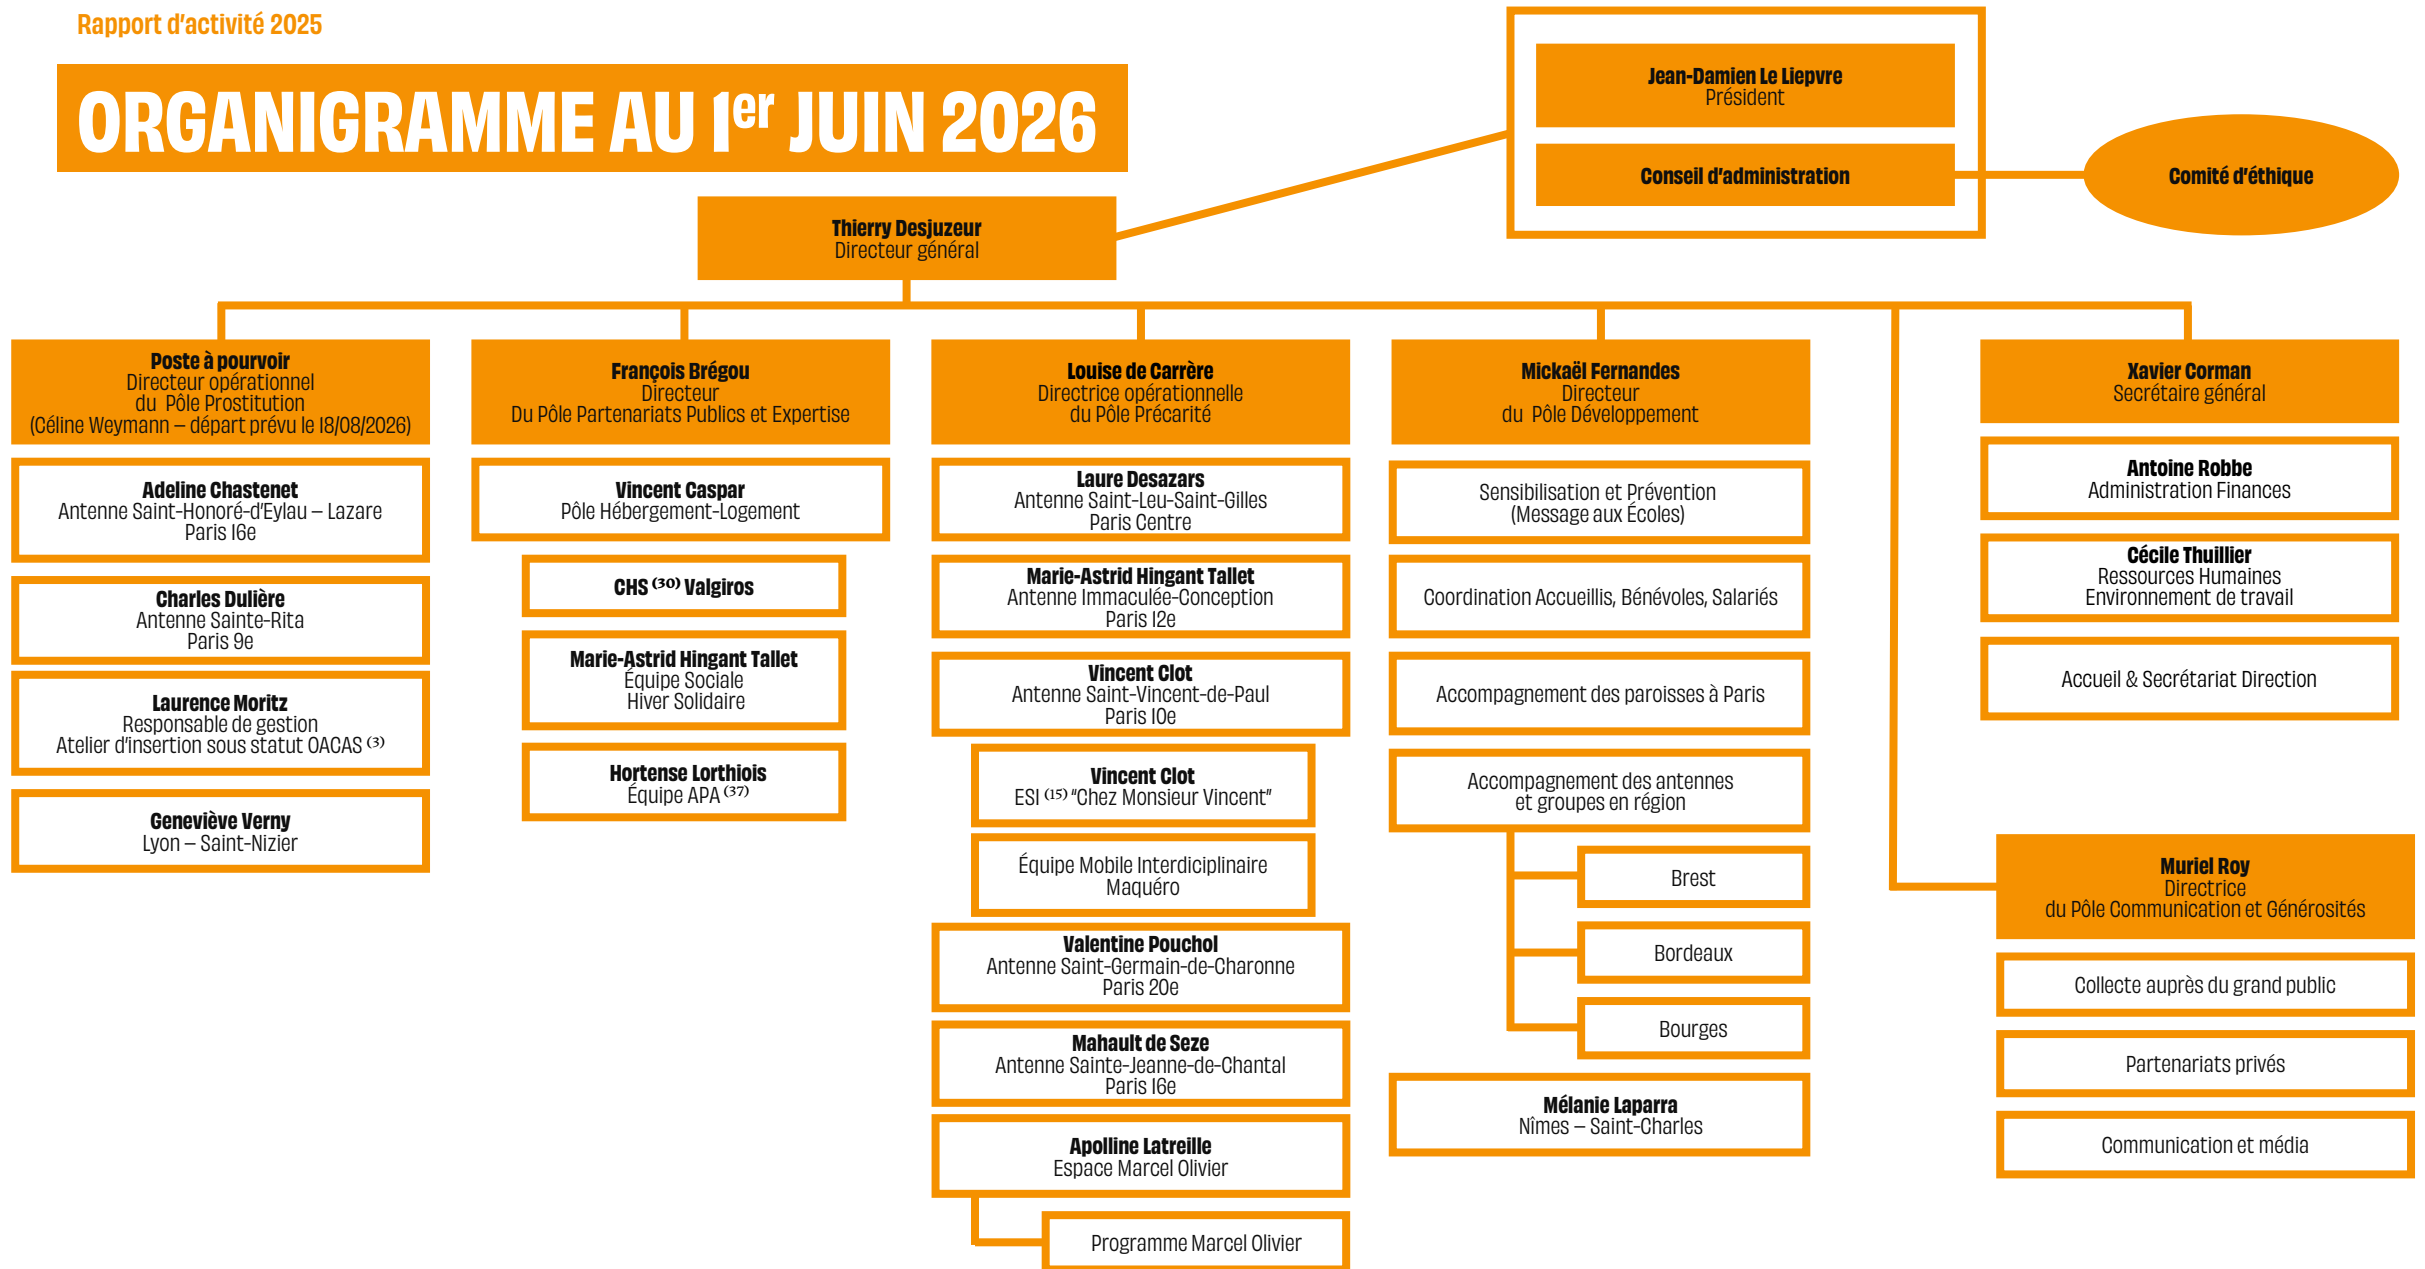 Rapport d'activité 2025
ORGANIGRAMME AU 1er JUIN 2026
Jean-Damien Le Liepvre
Président
Conseil d'administration
Comité d'éthique
Thierry Desjuzeur
Directeur général
Poste à pourvoir
Directeur opérationnel
du Pôle Prostitution
(Céline Weymann – départ prévu le 18/08/2026)
Adeline Chastenet
Antenne Saint-Honoré-d'Eylau – Lazare
Paris 16e
Charles Dulière
Antenne Sainte-Rita
Paris 9e
Laurence Moritz
Responsable de gestion
Atelier d'insertion sous statut OACAS (3)
Geneviève Verny
Lyon – Saint-Nizier
François Brégou
Directeur
Du Pôle Partenariats Publics et Expertise
Vincent Caspar
Pôle Hébergement-Logement
CHS (30) Valgiros
Marie-Astrid Hingant Tallet
Équipe Sociale
Hiver Solidaire
Hortense Lorthiois
Équipe APA (37)
Louise de Carrère
Directrice opérationnelle
du Pôle Précarité
Laure Desazars
Antenne Saint-Leu-Saint-Gilles
Paris Centre
Marie-Astrid Hingant Tallet
Antenne Immaculée-Conception
Paris 12e
Vincent Clot
Antenne Saint-Vincent-de-Paul
Paris 10e
Vincent Clot
ESI (15) "Chez Monsieur Vincent"
Équipe Mobile Interdiciplinaire
Maquéro
Valentine Pouchol
Antenne Saint-Germain-de-Charonne
Paris 20e
Mahault de Seze
Antenne Sainte-Jeanne-de-Chantal
Paris 16e
Apolline Latreille
Espace Marcel Olivier
Programme Marcel Olivier
Mickaël Fernandes
Directeur
du Pôle Développement
Sensibilisation et Prévention
(Message aux Écoles)
Coordination Accueillis, Bénévoles, Salariés
Accompagnement des paroisses à Paris
Accompagnement des antennes
et groupes en région
Brest
Bordeaux
Bourges
Mélanie Laparra
Nîmes – Saint-Charles
Xavier Corman
Secrétaire général
Antoine Robbe
Administration Finances
Cécile Thuillier
Ressources Humaines
Environnement de travail
Accueil & Secrétariat Direction
Muriel Roy
Directrice
du Pôle Communication et Générosités
Collecte auprès du grand public
Partenariats privés
Communication et média